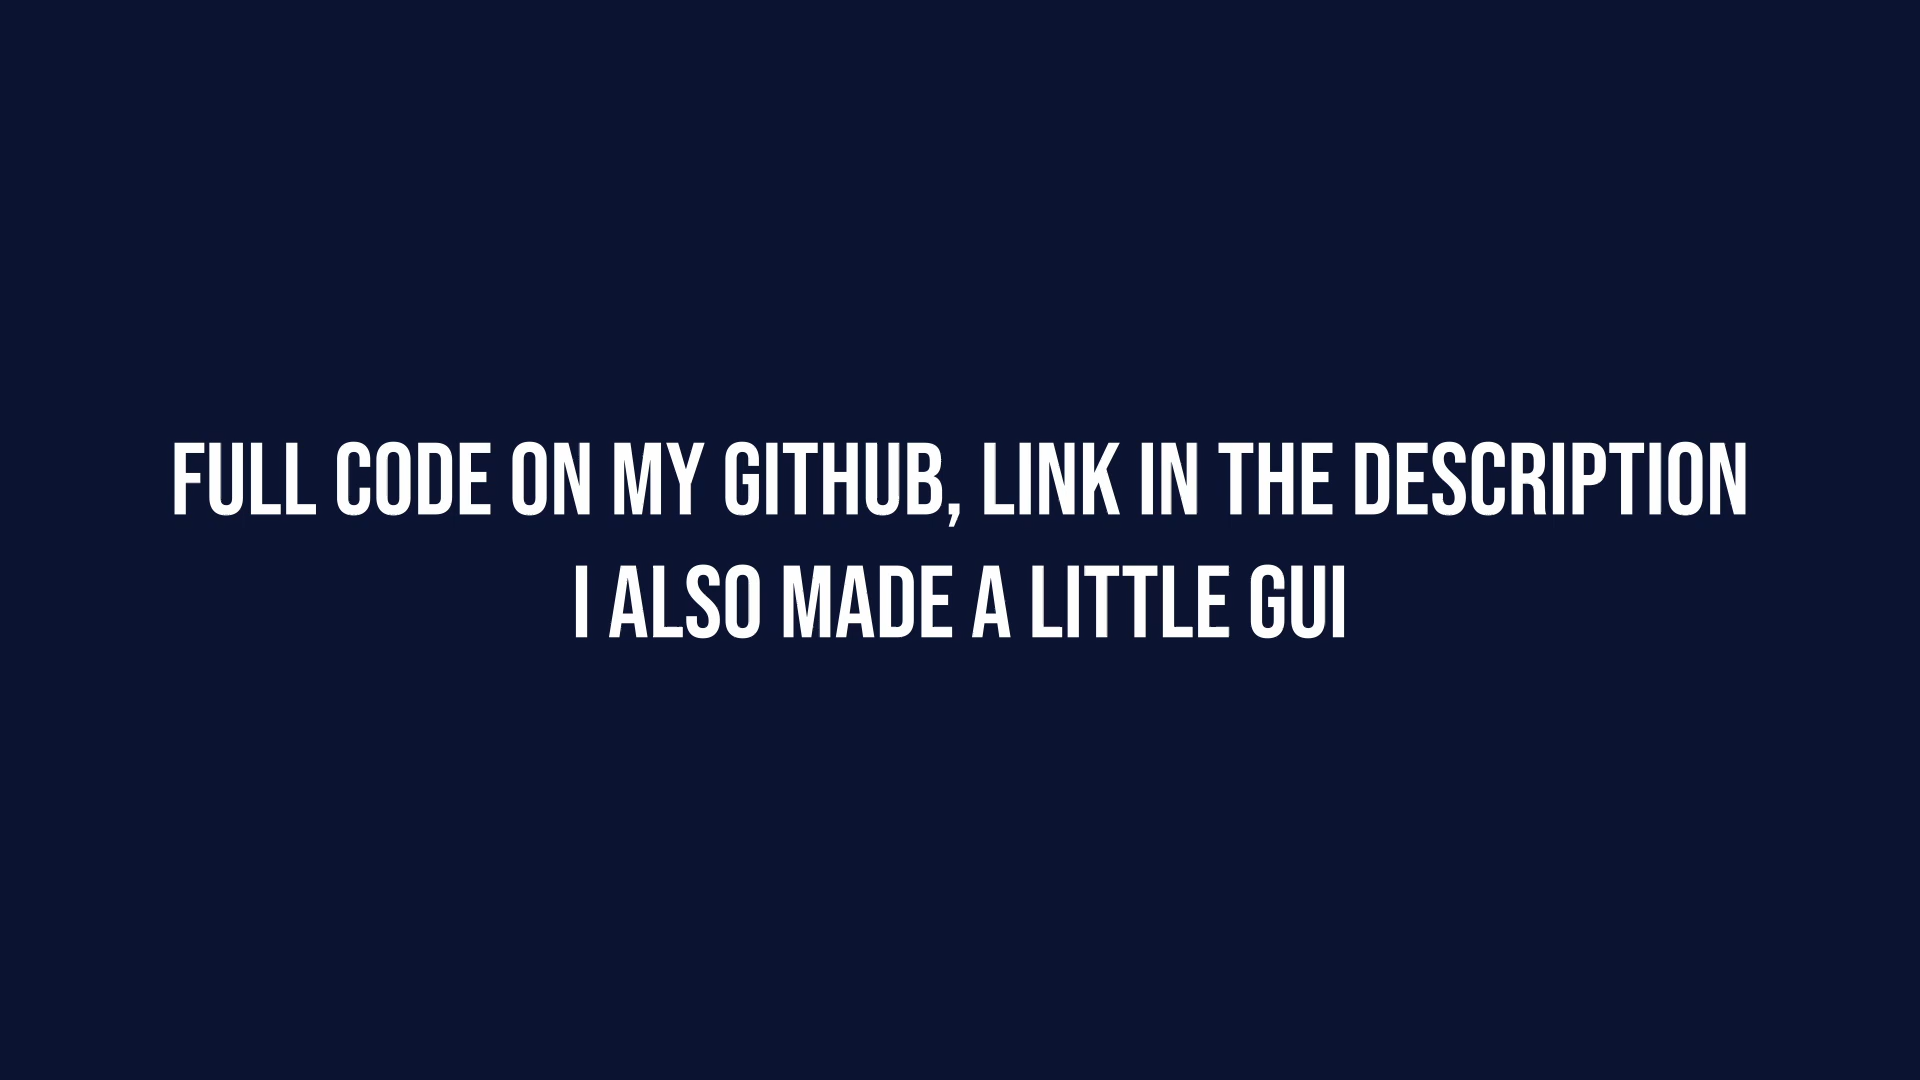 FULL CODE ON MY GITHUB, LINK IN THE DESCRIPTION
I ALSO MADE A LITTLE GUI